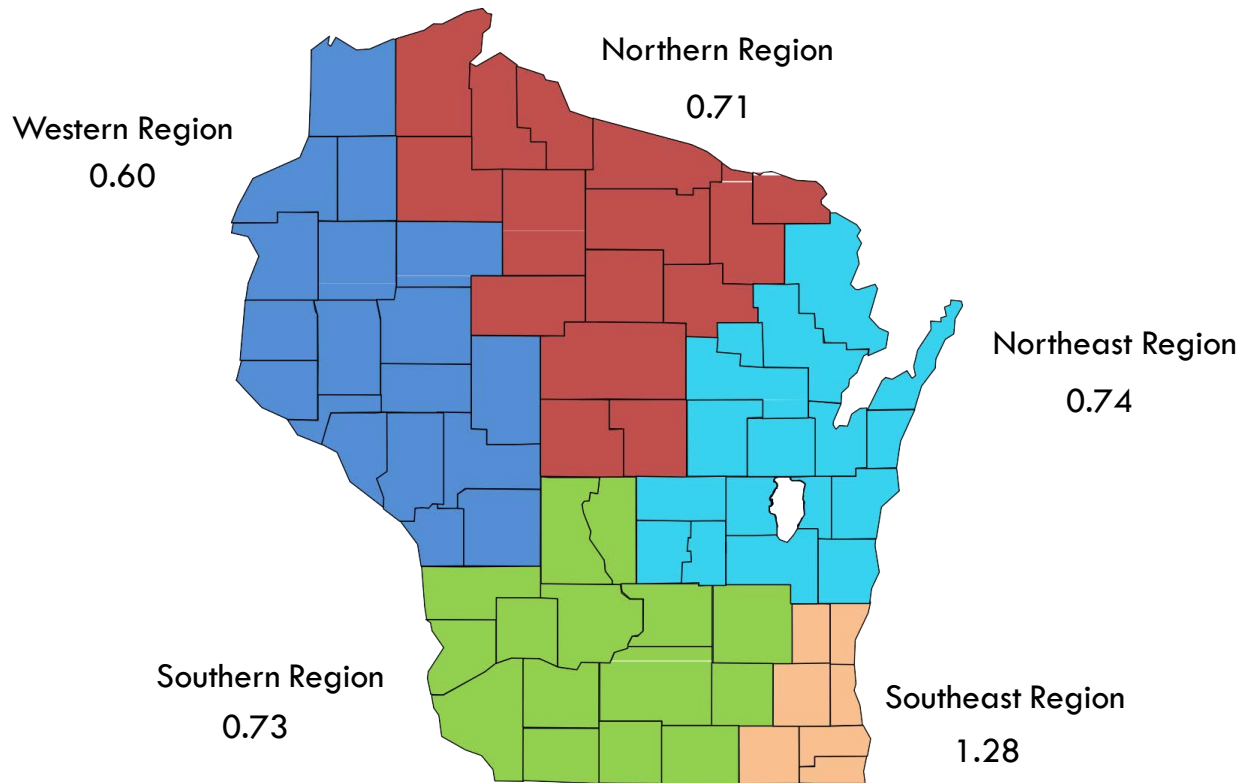 Northern Region
0.71
Western Region
0.60
Northeast Region
0.74
Southern Region
0.73
Southeast Region
1.28